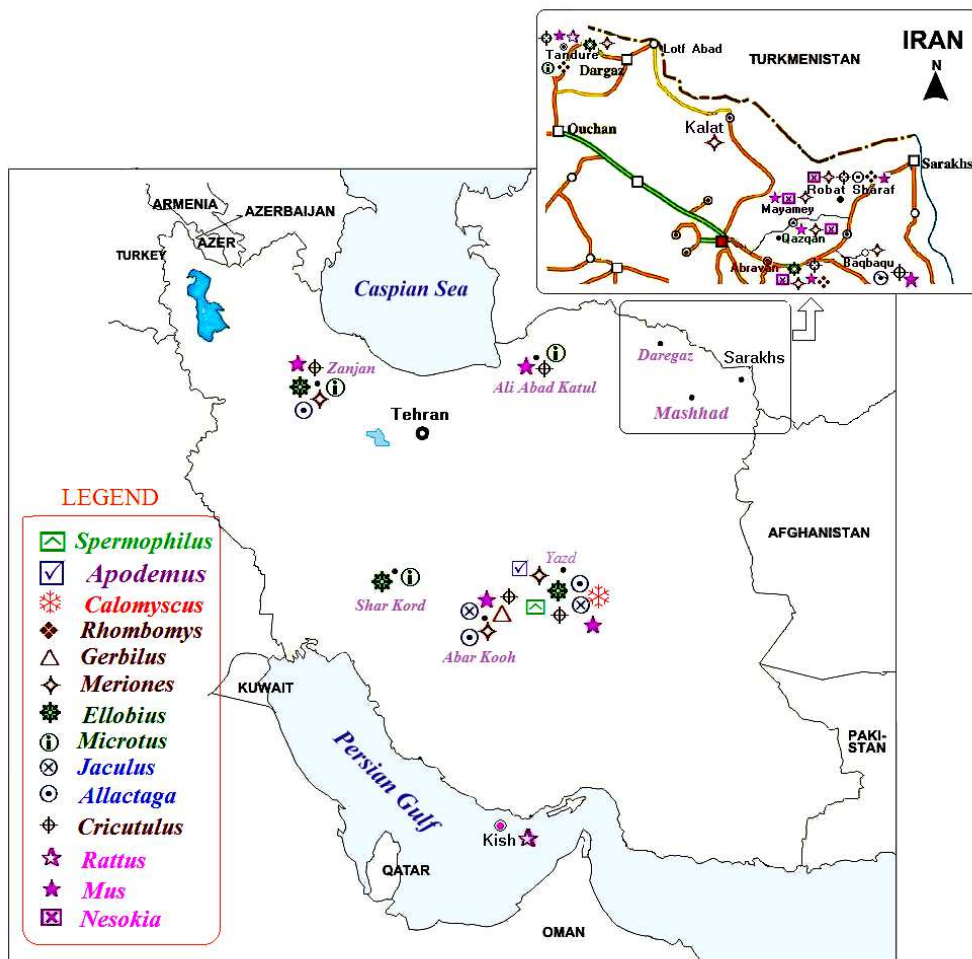 IRAN
TURKMENISTAN
N
Lotf Abad
Tandure
Dargaz
Quchan
Kalat
Sarakhs
Robat Sharaf
Mayamey
Qazqan
Abravan
Baqbaqu
ARMENIA
AZERBAIJAN
AZER
TURKEY
Caspian Sea
Zanjan
Ali Abad Katul
Daregaz
Sarakhs
Mashhad
Tehran
AFGHANISTAN
Yazd
Shar Kord
Abar Kooh
KUWAIT
PAKI-
STAN
Persian Gulf
Kish
QATAR
OMAN
LEGEND
Spermophilus
Apodemus
Calomyscus
Rhombomys
Gerbilus
Meriones
Ellobius
Microtus
Jaculus
Allactaga
Cricutulus
Rattus
Mus
Nesokia